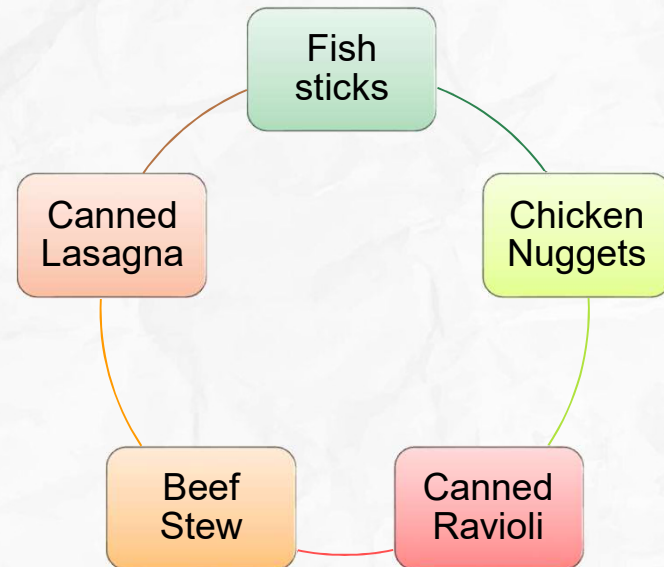 Fish
sticks
Chicken
Nuggets
Canned
Ravioli
Beef
Stew
Canned
Lasagna